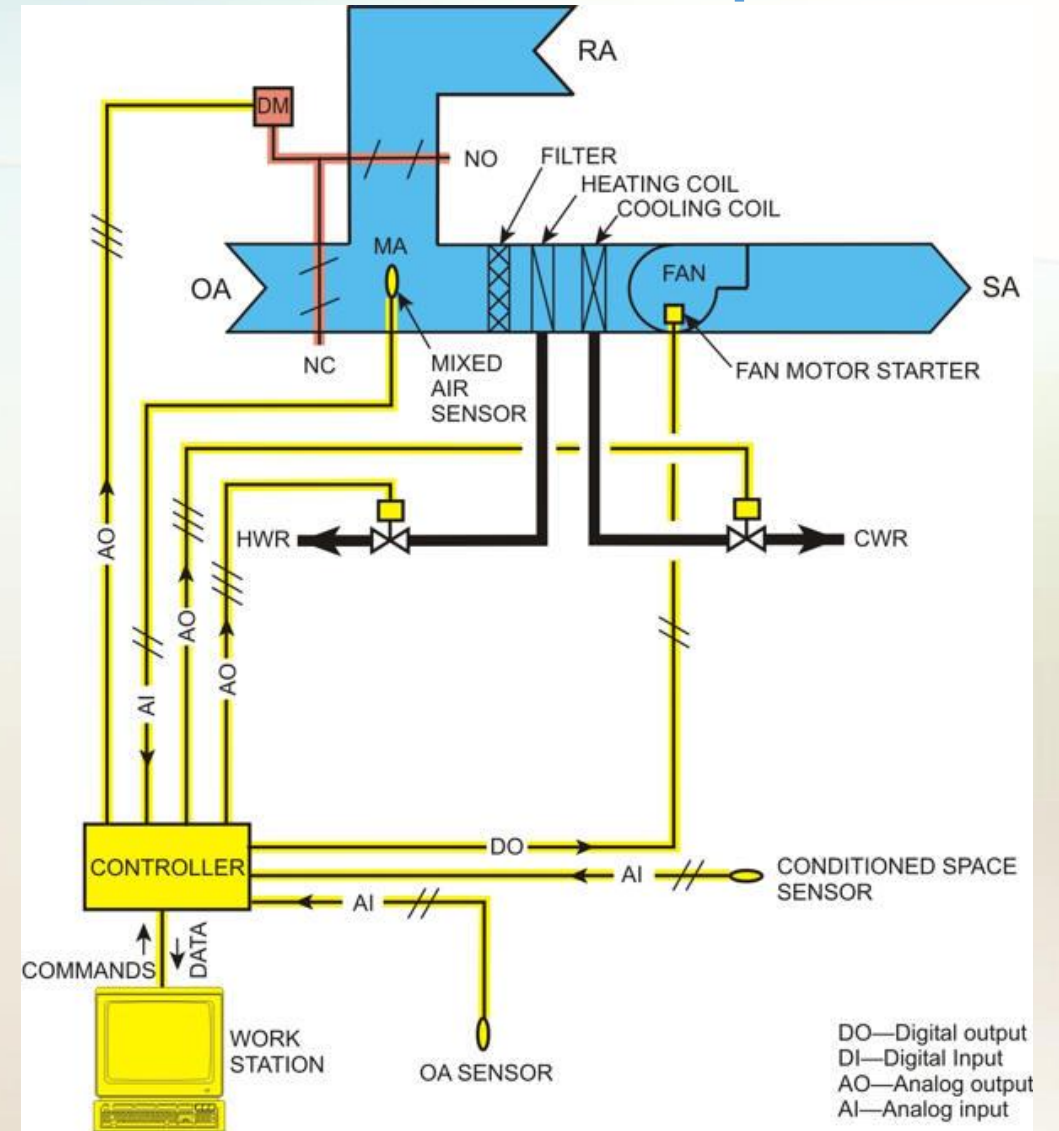 RA
DM
NO
FILTER
HEATING COIL
COOLING COIL
MA
FAN
OA
SA
NC
MIXED
AIR
SENSOR
FAN MOTOR STARTER
HWR
CWR
AO
AI
AO
AO
CONTROLLER
DO
AI
CONDITIONED SPACE
SENSOR
AI
COMMANDS
DATA
WORK
STATION
OA SENSOR
DO—Digital output
DI—Digital Input
AO—Analog output
AI—Analog input